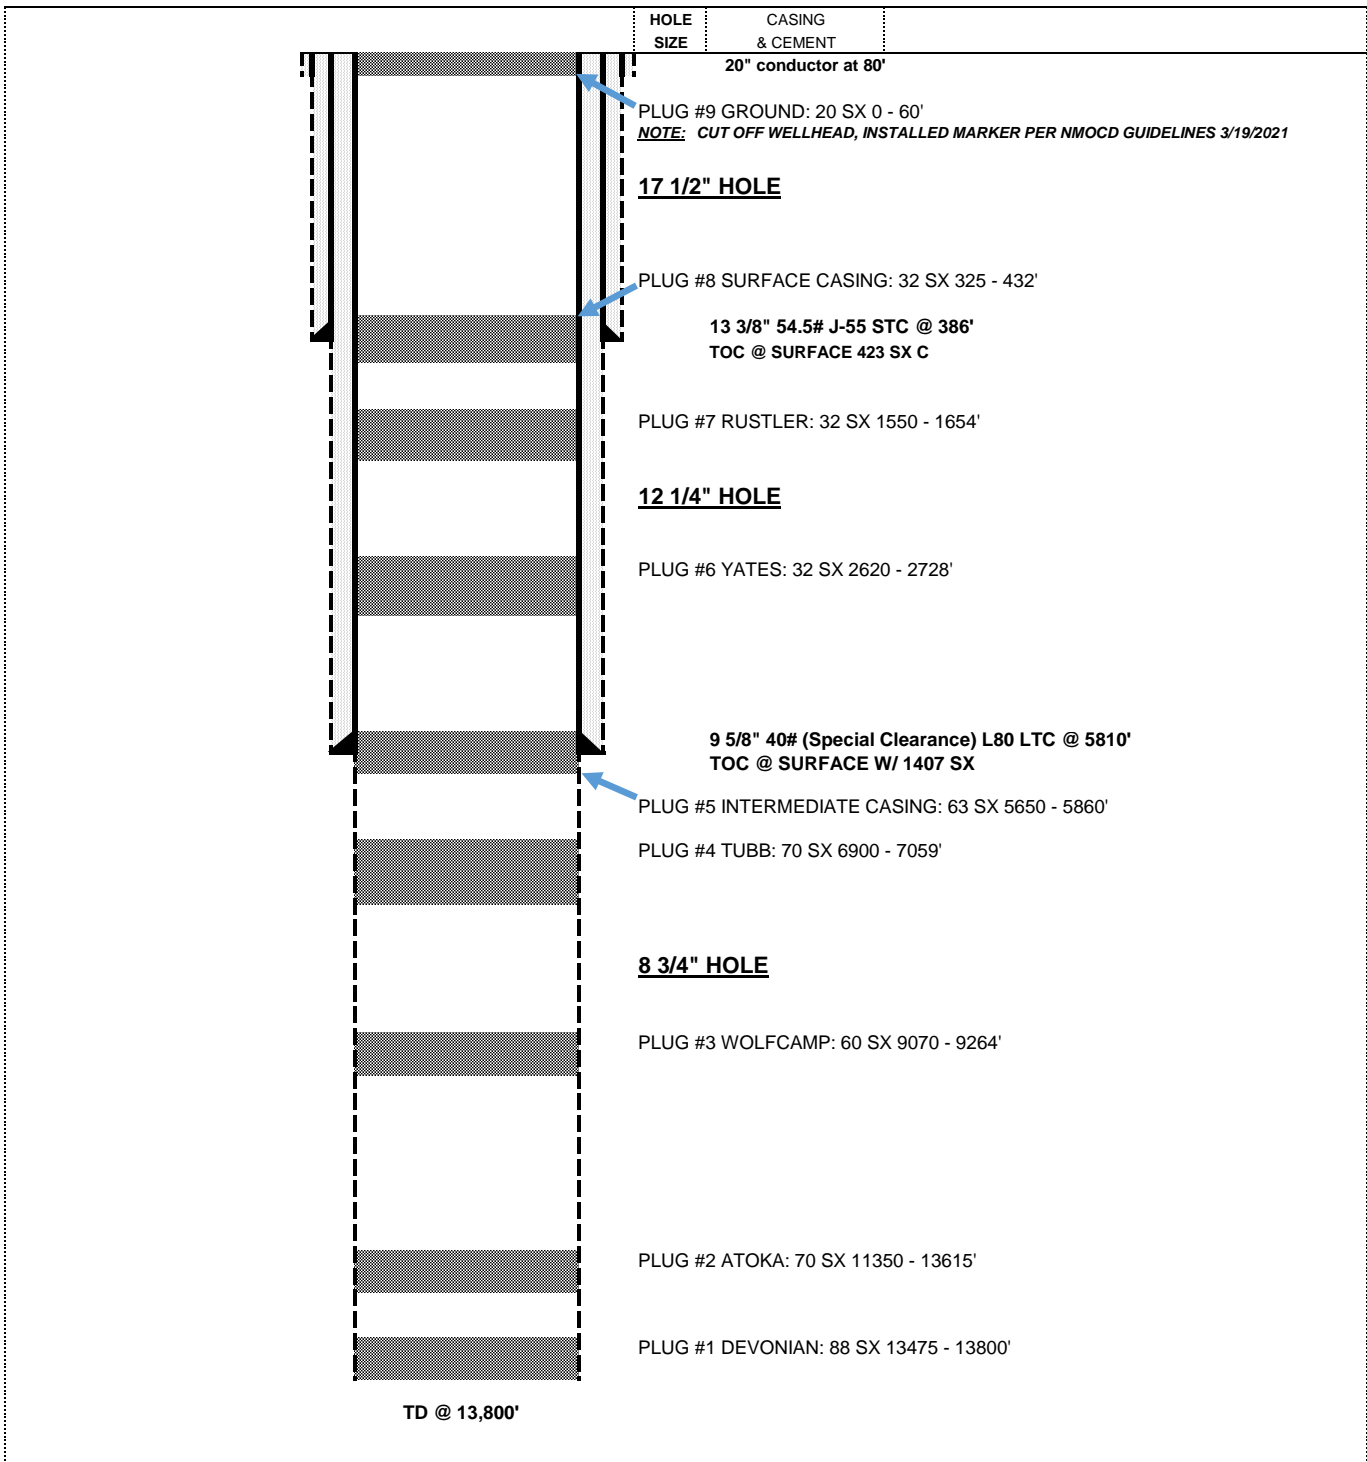 HOLE CASING
SIZE & CEMENT
20" conductor at 80'
PLUG #9 GROUND: 20 SX 0 - 60'
NOTE: CUT OFF WELLHEAD, INSTALLED MARKER PER NMOCD GUIDELINES 3/19/2021
17 1/2" HOLE
PLUG #8 SURFACE CASING: 32 SX 325 - 432'
13 3/8" 54.5# J-55 STC @ 386'
TOC @ SURFACE 423 SX C
PLUG #7 RUSTLER: 32 SX 1550 - 1654'
12 1/4" HOLE
PLUG #6 YATES: 32 SX 2620 - 2728'
9 5/8" 40# (Special Clearance) L80 LTC @ 5810'
TOC @ SURFACE W/ 1407 SX
PLUG #5 INTERMEDIATE CASING: 63 SX 5650 - 5860'
PLUG #4 TUBB: 70 SX 6900 - 7059'
8 3/4" HOLE
PLUG #3 WOLFCAMP: 60 SX 9070 - 9264'
PLUG #2 ATOKA: 70 SX 11350 - 13615'
PLUG #1 DEVONIAN: 88 SX 13475 - 13800'
TD @ 13,800'